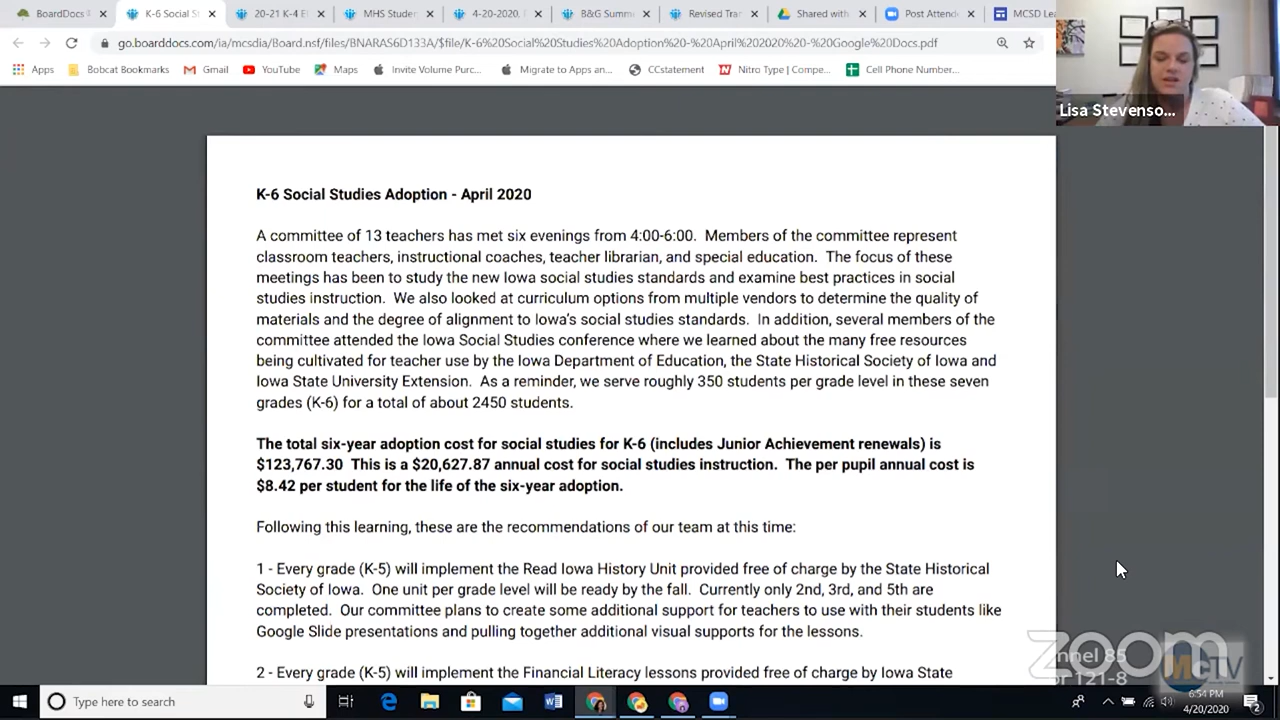 BoardDocs
K-6 Social S
20-21 K-4 E
MHS Studen
4-20-2020,
B&G Summ
Revised Tran
Shared with
Post Attende
MCSD Lea
go.boarddocs.com/ia/mcsdia/Board.nsf/files/BNARAS6D133A/$file/K-6%20Social%20Studies%20Adoption%20-%20April%202020%20-%20Google%20Docs.pdf
Apps
Bobcat Bookmarks
Gmail
YouTube
Maps
Invite Volume Purc...
Migrate to Apps an...
CCstatement
Nitro Type | Compe...
Cell Phone Number...
Lisa Stevenso...
K-6 Social Studies Adoption - April 2020
A committee of 13 teachers has met six evenings from 4:00-6:00. Members of the committee represent
classroom teachers, instructional coaches, teacher librarian, and special education. The focus of these
meetings has been to study the new Iowa social studies standards and examine best practices in social
studies instruction. We also looked at curriculum options from multiple vendors to determine the quality of
materials and the degree of alignment to Iowa's social studies standards. In addition, several members of the
committee attended the Iowa Social Studies conference where we learned about the many free resources
being cultivated for teacher use by the Iowa Department of Education, the State Historical Society of Iowa and
Iowa State University Extension. As a reminder, we serve roughly 350 students per grade level in these seven
grades (K-6) for a total of about 2450 students.
The total six-year adoption cost for social studies for K-6 (includes Junior Achievement renewals) is
$123,767.30 This is a $20,627.87 annual cost for social studies instruction. The per pupil annual cost is
$8.42 per student for the life of the six-year adoption.
Following this learning, these are the recommendations of our team at this time:
1 - Every grade (K-5) will implement the Read Iowa History Unit provided free of charge by the State Historical
Society of Iowa. One unit per grade level will be ready by the fall. Currently only 2nd, 3rd, and 5th are
completed. Our committee plans to create some additional support for teachers to use with their students like
Google Slide presentations and pulling together additional visual supports for the lessons.
2 - Every grade (K-5) will implement the Financial Literacy lessons provided free of charge by Iowa State
zoom
nnel 85
121-8
MCTV
Type here to search
6:54 PM
4/20/2020
2